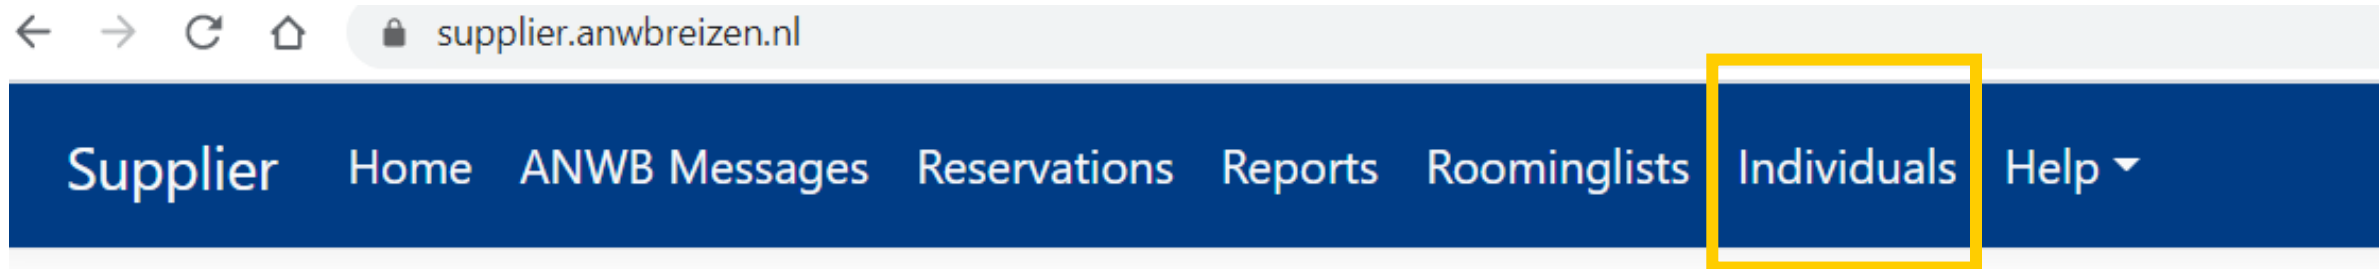 supplier.anwbreizen.nl
Supplier Home ANWB Messages Reservations Reports Roominglists Individuals Help